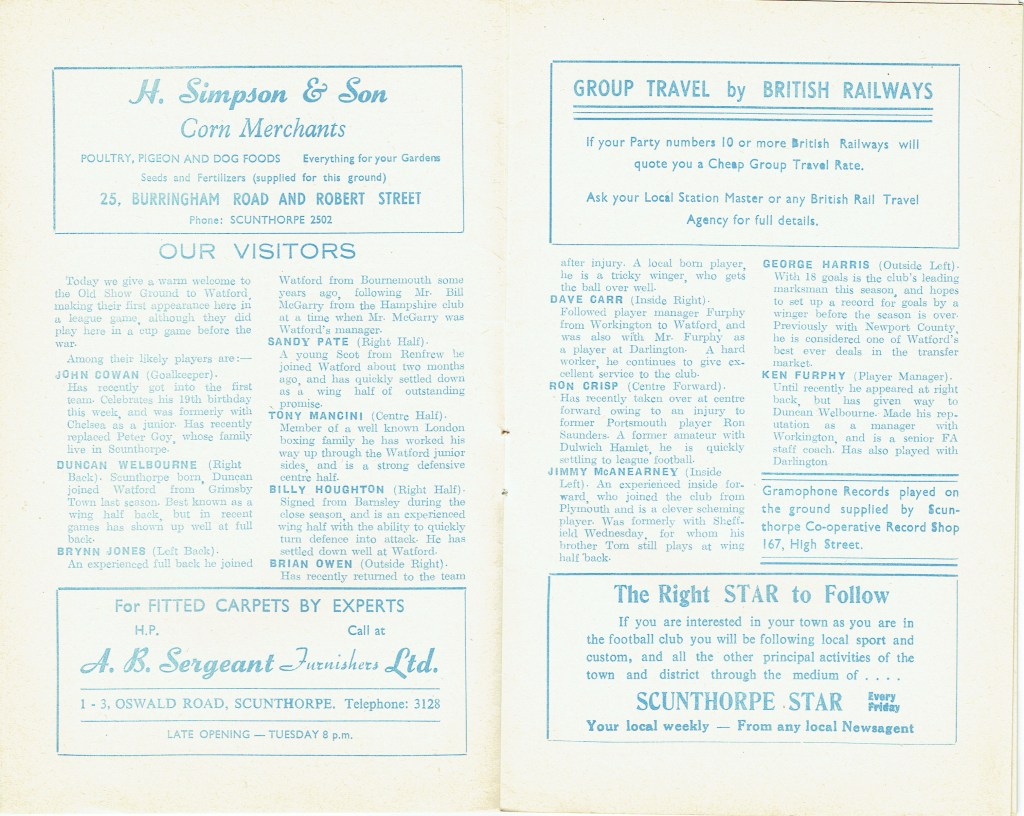 H. Simpson & Son
Corn Merchants
POULTRY, PIGEON AND DOG FOODS Everything for your Gardens
Seeds and Fertilizers (supplied for this ground)
25, BURRINGHAM ROAD AND ROBERT STREET
Phone: SCUNTHORPE 2502
OUR VISITORS
Today we give a warm welcome to
the Old Show Ground to Watford,
making their first appearance here in
a league game, although they did
play here in a cup game before the
war.
Among their likely players are:—
JOHN COWAN (Goalkeeper).
Has recently got into the first
team. Celebrates his 19th birthday
this week, and was formerly with
Chelsea as a junior. Has recently
replaced Peter Goy, whose family
live in Scunthorpe.
DUNCAN WELBOURNE (Right
Back). Scunthorpe born, Duncan
joined Watford from Grimsby
Town last season. Best known as a
wing half back, but in recent
games has shown up well at full
back.
BRYNN JONES (Left Back).
An experienced full back he joined
Watford from Bournemouth some
years ago, following Mr. Bill
McGarry from the Hampshire club
at a time when Mr. McGarry was
Watford's manager.
SANDY PATE (Right Half).
A young Scot from Renfrew he
joined Watford about two months
ago, and has quickly settled down
as a wing half of outstanding
promise.
TONY MANCINI (Centre Half).
Member of a well known London
boxing family he has worked his
way up through the Watford junior
sides, and is a strong defensive
centre half.
BILLY HOUGHTON (Right Half).
Signed from Barnsley during the
close season, and is an experienced
wing half with the ability to quickly
turn defence into attack. He has
settled down well at Watford.
BRIAN OWEN (Outside Right).
Has recently returned to the team
For FITTED CARPETS BY EXPERTS
H.P. Call at
A. B. Sergeant Furnishers Ltd.
1 - 3, OSWALD ROAD, SCUNTHORPE. Telephone: 3128
LATE OPENING — TUESDAY 8 p.m.
GROUP TRAVEL by BRITISH RAILWAYS
If your Party numbers 10 or more British Railways will
quote you a Cheap Group Travel Rate.
Ask your Local Station Master or any British Rail Travel
Agency for full details.
after injury. A local born player,
he is a tricky winger, who gets
the ball over well.
DAVE CARR (Inside Right).
Followed player manager Furphy
from Workington to Watford, and
was also with Mr. Furphy as
a player at Darlington. A hard
worker, he continues to give ex-
cellent service to the club.
RON CRISP (Centre Forward).
Has recently taken over at centre
forward owing to an injury to
former Portsmouth player Ron
Saunders. A former amateur with
Dulwich Hamlet, he is quickly
settling to league football.
JIMMY McANEARNEY (Inside
Left). An experienced inside for-
ward, who joined the club from
Plymouth and is a clever scheming
player. Was formerly with Sheff-
ield Wednesday, for whom his
brother Tom still plays at wing
half back.
GEORGE HARRIS (Outside Left).
With 18 goals is the club's leading
marksman this season, and hopes
to set up a record for goals by a
winger before the season is over.
Previously with Newport County,
he is considered one of Watford's
best ever deals in the transfer
market.
KEN FURPHY (Player Manager).
Until recently he appeared at right
back, but has given way to
Duncan Welbourne. Made his rep-
utation as a manager with
Workington, and is a senior FA
staff coach. Has also played with
Darlington
Gramophone Records played on
the ground supplied by Scun-
thorpe Co-operative Record Shop
167, High Street.
The Right STAR to Follow
If you are interested in your town as you are in
the football club you will be following local sport and
custom, and all the other principal activities of the
town and district through the medium of . . . .
SCUNTHORPE STAR Every Friday
Your local weekly — From any local Newsagent